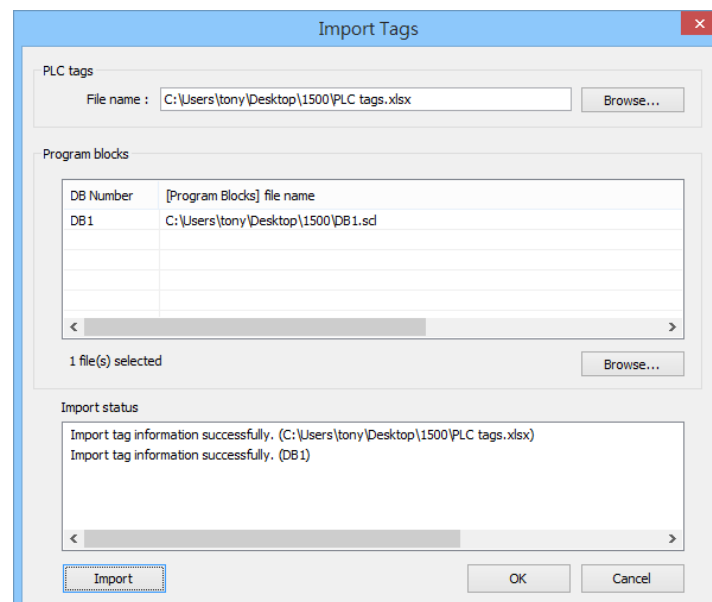 Import Tags
PLC tags
File name : C:\Users\tony\Desktop\1500\PLC tags.xlsx Browse...
Program blocks
DB Number [Program Blocks] file name
DB1 C:\Users\tony\Desktop\1500\DB1.scl
1 file(s) selected
Browse...
Import status
Import tag information successfully. (C:\Users\tony\Desktop\1500\PLC tags.xlsx)
Import tag information successfully. (DB1)
Import OK Cancel